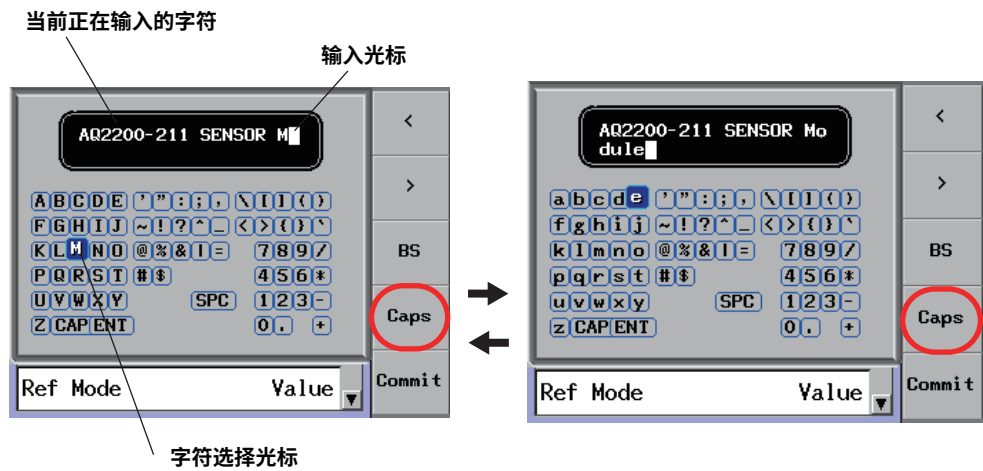 当前正在输入的字符
输入光标
AQ2200-211 SENSOR M
A B C D E ' " : ; , \ [ ] ( )
F G H I J ~ ! ? ^ _ < > { } `
K L M N O @ % & | = 7 8 9 /
P Q R S T # $ 4 5 6 *
U V W X Y SPC 1 2 3 -
Z CAP ENT 0 . +
<
>
BS
Caps
Commit
Ref Mode Value
字符选择光标
AQ2200-211 SENSOR Mo
dule
a b c d e ' " : ; , \ [ ] ( )
f g h i j ~ ! ? ^ _ < > { } `
k l m n o @ % & | = 7 8 9 /
p q r s t # $ 4 5 6 *
u v w x y SPC 1 2 3 -
z CAP ENT 0 . +
<
>
BS
Caps
Commit
Ref Mode Value